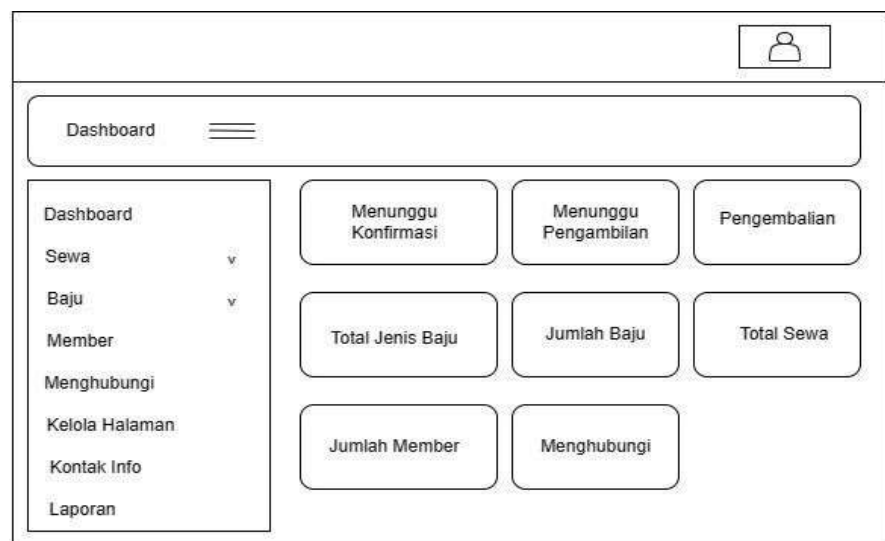 Dashboard
Dashboard
Sewa v
Baju v
Member
Menghubungi
Kelola Halaman
Kontak Info
Laporan
Menunggu
Konfirmasi
Menunggu
Pengambilan
Pengembalian
Total Jenis Baju
Jumlah Baju
Total Sewa
Jumlah Member
Menghubungi